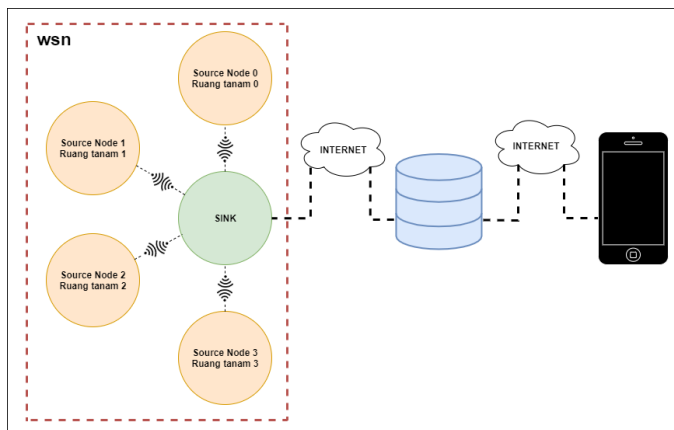 wsn
Source Node 0
Ruang tanam 0
Source Node 1
Ruang tanam 1
INTERNET
INTERNET
SINK
Source Node 2
Ruang tanam 2
Source Node 3
Ruang tanam 3